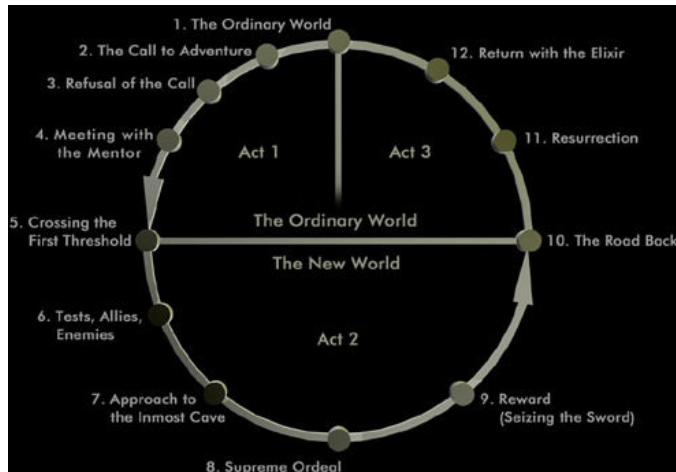 1. The Ordinary World
2. The Call to Adventure
3. Refusal of the Call
4. Meeting with
the Mentor
5. Crossing the
First Threshold
6. Tests, Allies,
Enemies
7. Approach to
the Inmost Cave
8. Supreme Ordeal
9. Reward
(Seizing the Sword)
10. The Road Back
11. Resurrection
12. Return with the Elixir
Act 1
Act 3
The Ordinary World
The New World
Act 2